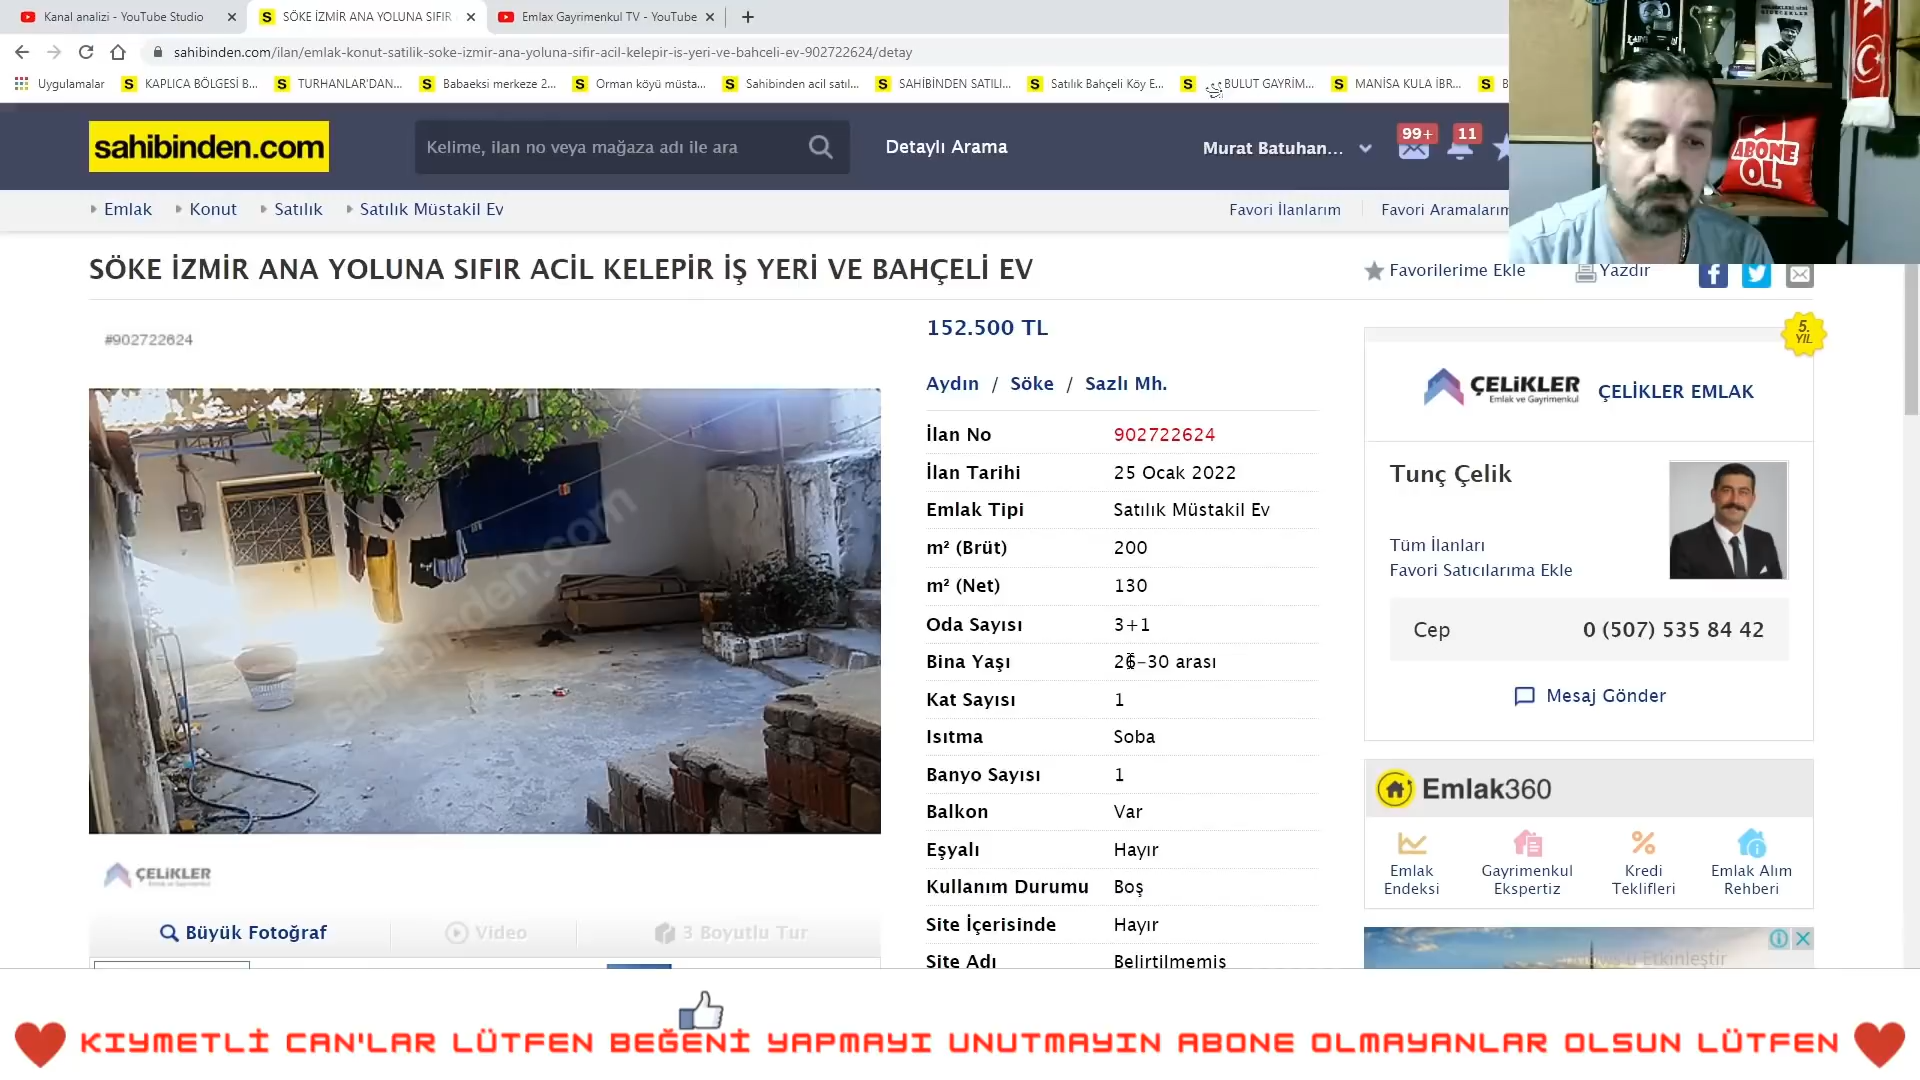 Kanal analizi - YouTube Studio
SÖKE İZMİR ANA YOLUNA SIFIR
Emlax Gayrimenkul TV - YouTube
sahibinden.com/ilan/emlak-konut-satilik-soke-izmir-ana-yoluna-sifir-acil-kelepir-is-yeri-ve-bahceli-ev-902722624/detay
Uygulamalar
KAPLICA BÖLGESİ B...
TURHANLAR'DAN...
Babaeksi merkeze 2...
Orman köyü müsta...
Sahibinden acil satıl...
SAHİBİNDEN SATILI...
Satılık Bahçeli Köy E...
BULUT GAYRİM...
MANİSA KULA İBR...
sahibinden.com
Kelime, ilan no veya mağaza adı ile ara
Detaylı Arama
Murat Batuhan...
99+
11
ABONE OL
Emlak
Konut
Satılık
Satılık Müstakil Ev
Favori İlanlarım
Favori Aramalarım
SÖKE İZMİR ANA YOLUNA SIFIR ACİL KELEPİR İŞ YERİ VE BAHÇELİ EV
Favorilerime Ekle
Yazdır
#902722624
152.500 TL
Aydın / Söke / Sazlı Mh.
İlan No 902722624
İlan Tarihi 25 Ocak 2022
Emlak Tipi Satılık Müstakil Ev
m² (Brüt) 200
m² (Net) 130
Oda Sayısı 3+1
Bina Yaşı 26-30 arası
Kat Sayısı 1
Isıtma Soba
Banyo Sayısı 1
Balkon Var
Eşyalı Hayır
Kullanım Durumu Boş
Site İçerisinde Hayır
Site Adı Belirtilmemiş
sahibinden.com
ÇELİKLER
Büyük Fotoğraf
Video
3 Boyutlu Tur
5. YIL
ÇELİKLER
Emlak ve Gayrimenkul
ÇELİKLER EMLAK
Tunç Çelik
Tüm İlanları
Favori Satıcılarıma Ekle
Cep 0 (507) 535 84 42
Mesaj Gönder
Emlak360
Emlak Endeksi
Gayrimenkul Ekspertiz
Kredi Teklifleri
Emlak Alım Rehberi
KIYMETLİ CAN'LAR LÜTFEN BEĞENİ YAPMAYI UNUTMAYIN ABONE OLMAYANLAR OLSUN LÜTFEN